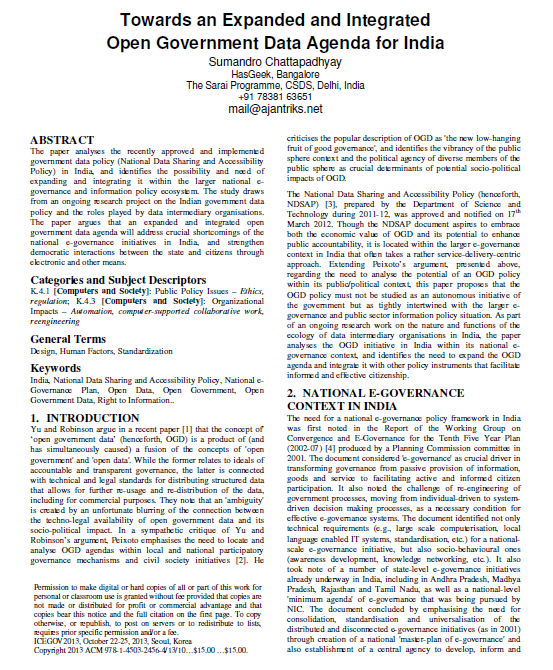 Towards an Expanded and Integrated
Open Government Data Agenda for India
Sumandro Chattapadhyay
HasGeek, Bangalore
The Sarai Programme, CSDS, Delhi, India
+91 78381 63651
mail@ajantriks.net
ABSTRACT
The paper analyses the recently approved and implemented
government data policy (National Data Sharing and Accessibility
Policy) in India, and identifies the possibility and need of
expanding and integrating it within the larger national e-
governance and information policy ecosystem. The study draws
from an ongoing research project on the Indian government data
policy and the roles played by data intermediary organisations.
The paper argues that an expanded and integrated open
government data agenda will address crucial shortcomings of the
national e-governance initiatives in India, and strengthen
democratic interactions between the state and citizens through
electronic and other means.
Categories and Subject Descriptors
K.4.1 [Computers and Society]: Public Policy Issues – Ethics,
regulation; K.4.3 [Computers and Society]: Organizational
Impacts – Automation, computer-supported collaborative work,
reengineering
General Terms
Design, Human Factors, Standardization
Keywords
India, National Data Sharing and Accessibility Policy, National e-
Governance Plan, Open Data, Open Government, Open
Government Data, Right to Information..
1. INTRODUCTION
Yu and Robinson argue in a recent paper [1] that the concept of
'open government data' (henceforth, OGD) is a product of (and
has simultaneously caused) a fusion of the concepts of 'open
government' and 'open data'. While the former relates to ideals of
accountable and transparent governance, the latter is connected
with technical and legal standards for distributing structured data
that allows for further re-usage and re-distribution of the data,
including for commercial purposes. They note that an 'ambiguity'
is created by an unfortunate blurring of the connection between
the techno-legal availability of open government data and its
socio-political impact. In a sympathetic critique of Yu and
Robinson's argument, Peixoto emphasises the need to locate and
analyse OGD agendas within local and national participatory
governance mechanisms and civil society initiatives [2]. He
Permission to make digital or hard copies of all or part of this work for
personal or classroom use is granted without fee provided that copies are
not made or distributed for profit or commercial advantage and that
copies bear this notice and the full citation on the first page. To copy
otherwise, or republish, to post on servers or to redistribute to lists,
requires prior specific permission and/or a fee.
ICEGOV2013, October 22-25, 2013, Seoul, Korea
Copyright 2013 ACM 978-1-4503-2456-4/13/10...$15.00 ...$15.00.
criticises the popular description of OGD as 'the new low-hanging
fruit of good governance', and identifies the vibrancy of the public
sphere context and the political agency of diverse members of the
public sphere as crucial determinants of potential socio-political
impacts of OGD.
The National Data Sharing and Accessibility Policy (henceforth,
NDSAP) [3], prepared by the Department of Science and
Technology during 2011-12, was approved and notified on 17th
March 2012. Though the NDSAP document aspires to embrace
both the economic value of OGD and its potential to enhance
public accountability, it is located within the larger e-governance
context in India that often takes a rather service-delivery-centric
approach. Extending Peixoto's argument, presented above,
regarding the need to analyse the potential of an OGD policy
within its public/political context, this paper proposes that the
OGD policy must not be studied as an autonomous initiative of
the government but as tightly intertwined with the larger e-
governance and public sector information policy situation. As part
of an ongoing research work on the nature and functions of the
ecology of data intermediary organisations in India, the paper
analyses the OGD initiative in India within its national e-
governance context, and identifies the need to expand the OGD
agenda and integrate it with other policy instruments that facilitate
informed and effective citizenship.
2. NATIONAL E-GOVERNANCE
CONTEXT IN INDIA
The need for a national e-governance policy framework in India
was first noted in the Report of the Working Group on
Convergence and E-Governance for the Tenth Five Year Plan
(2002-07) [4] produced by a Planning Commission committee in
2001. The document considered 'e-governance' as crucial driver in
transforming governance from passive provision of information,
goods and service to facilitating active and informed citizen
participation. It also noted the challenge of re-engineering of
government processes, moving from individual-driven to system-
driven decision making processes, as a necessary condition for
effective e-governance systems. The document identified not only
technical requirements (e.g., large scale computerisation, local
language enabled IT systems, standardisation, etc.) for a national-
scale e-governance initiative, but also socio-behavioural ones
(awareness development, knowledge networking, etc.). It also
took note of a number of state-level e-governance initiatives
already underway in India, including in Andhra Pradesh, Madhya
Pradesh, Rajasthan and Tamil Nadu, as well as a national-level
'minimum agenda' of e-governance that was being pursued by
NIC. The document concluded by emphasising the need for
consolidation, standardisation and universalisation of the
distributed and disconnected e-governance initiatives (as in 2001)
through creation of a national 'master-plan of e-governance' and
also establishment of a central agency to develop, inform and